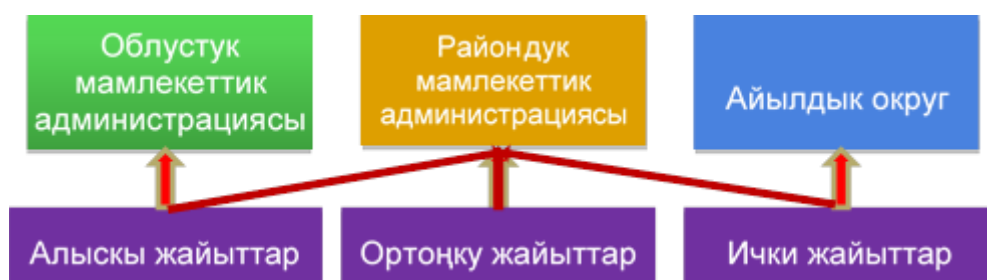 Облустук
мамлекеттик
администрациясы
Райондук
мамлекеттик
администрациясы
Айылдык округ
Алыскы жайыттар
Ортоңку жайыттар
Ички жайыттар